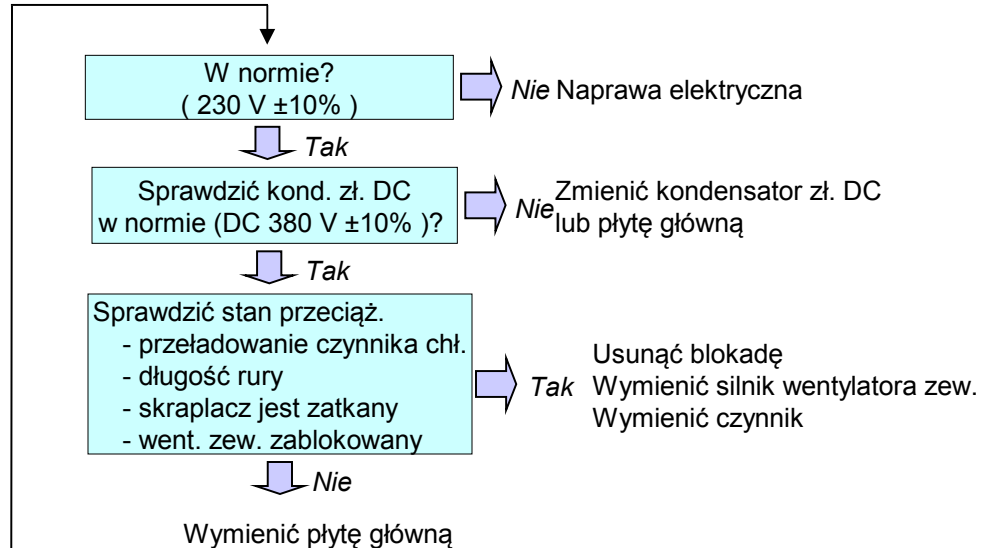 W normie?
( 230 V ±10% )
Nie Naprawa elektryczna
Tak
Sprawdzić kond. zł. DC
w normie (DC 380 V ±10% )?
Nie Zmienić kondensator zł. DC
lub płytę główną
Tak
Sprawdzić stan przeciąż.
- przeładowanie czynnika chł.
- długość rury
- skraplacz jest zatkany
- went. zew. zablokowany
Tak
Usunąć blokadę
Wymienić silnik wentylatora zew.
Wymienić czynnik
Nie
Wymienić płytę główną